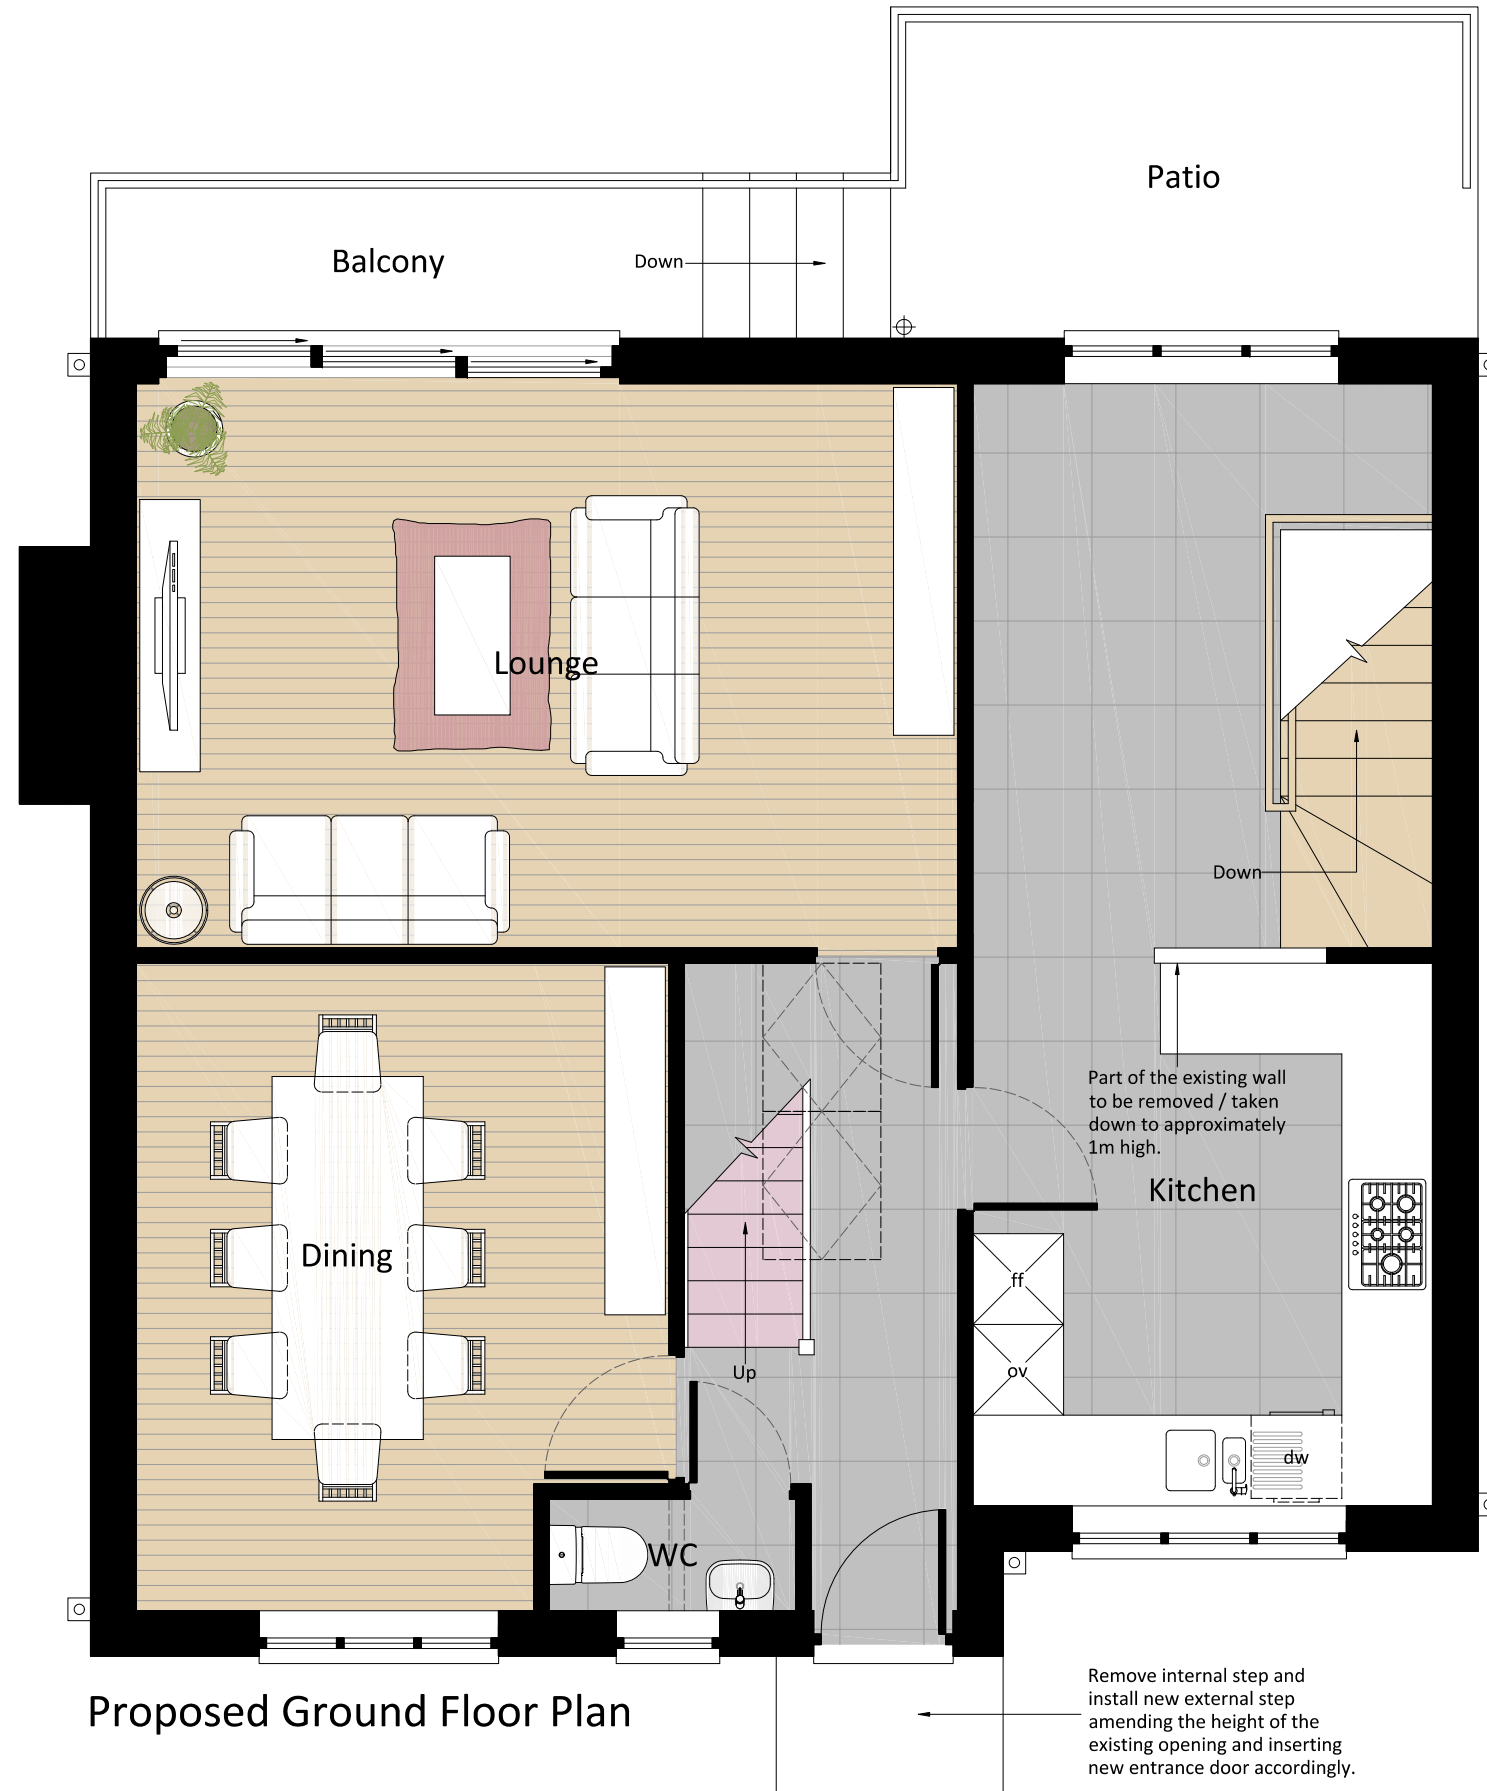 Patio
Balcony
Down
Lounge
Down
Part of the existing wall
to be removed / taken
down to approximately
1m high.
Kitchen
Dining
ff
ov
Up
dw
WC
Remove internal step and
install new external step
amending the height of the
existing opening and inserting
new entrance door accordingly.
Proposed Ground Floor Plan